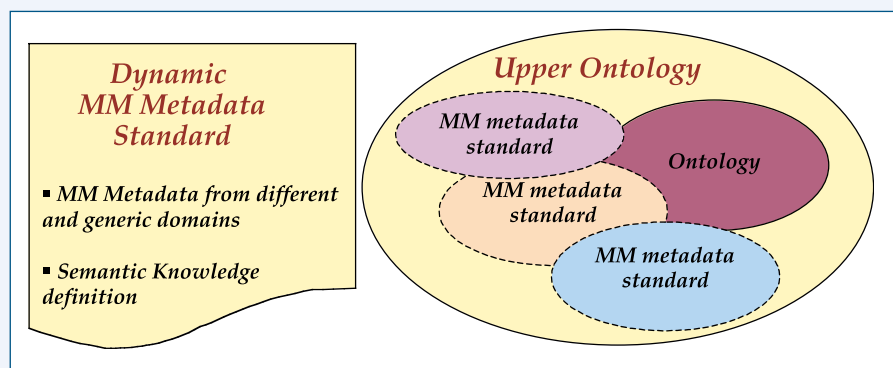 Dynamic
MM Metadata
Standard
▪ MM Metadata from different
and generic domains
▪ Semantic Knowledge
definition
Upper Ontology
MM metadata
standard
Ontology
MM metadata
standard
MM metadata
standard